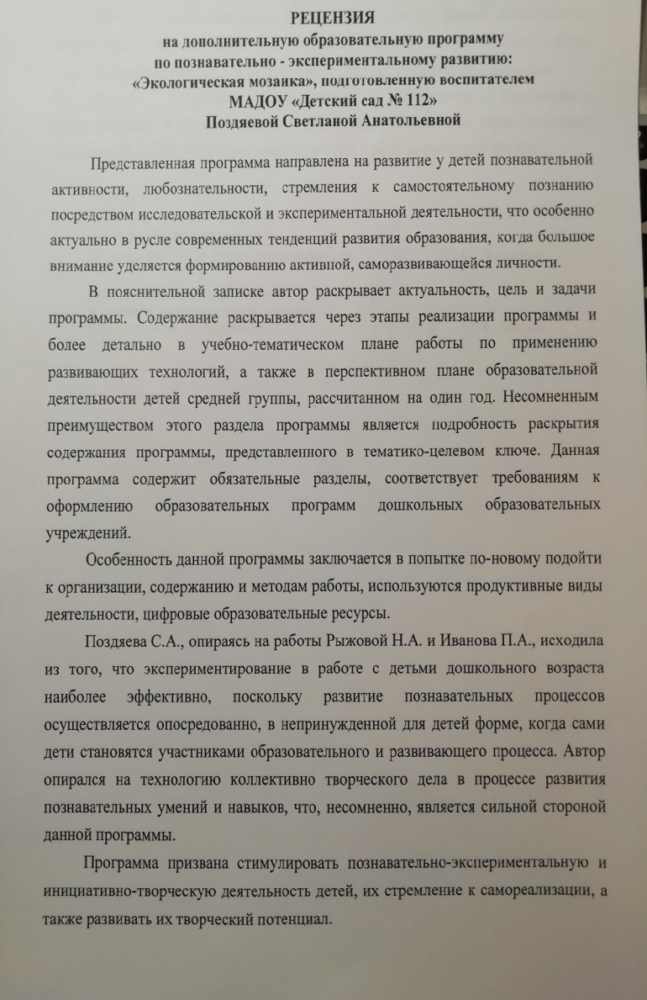 РЕЦЕНЗИЯ
на дополнительную образовательную программу
по познавательно - экспериментальному развитию:
«Экологическая мозаика», подготовленную воспитателем
МАДОУ «Детский сад № 112»
Поздяевой Светланой Анатольевной
Представленная программа направлена на развитие у детей познавательной
активности, любознательности, стремления к самостоятельному познанию
посредством исследовательской и экспериментальной деятельности, что особенно
актуально в русле современных тенденций развития образования, когда большое
внимание уделяется формированию активной, саморазвивающейся личности.
В пояснительной записке автор раскрывает актуальность, цель и задачи
программы. Содержание раскрывается через этапы реализации программы и
более детально в учебно-тематическом плане работы по применению
развивающих технологий, а также в перспективном плане образовательной
деятельности детей средней группы, рассчитанном на один год. Несомненным
преимуществом этого раздела программы является подробность раскрытия
содержания программы, представленного в тематико-целевом ключе. Данная
программа содержит обязательные разделы, соответствует требованиям к
оформлению образовательных программ дошкольных образовательных
учреждений.
Особенность данной программы заключается в попытке по-новому подойти
к организации, содержанию и методам работы, используются продуктивные виды
деятельности, цифровые образовательные ресурсы.
Поздяева С.А., опираясь на работы Рыжовой Н.А. и Иванова П.А., исходила
из того, что экспериментирование в работе с детьми дошкольного возраста
наиболее эффективно, поскольку развитие познавательных процессов
осуществляется опосредованно, в непринужденной для детей форме, когда сами
дети становятся участниками образовательного и развивающего процесса. Автор
опирался на технологию коллективно творческого дела в процессе развития
познавательных умений и навыков, что, несомненно, является сильной стороной
данной программы.
Программа призвана стимулировать познавательно-экспериментальную и
инициативно-творческую деятельность детей, их стремление к самореализации, а
также развивать их творческий потенциал.